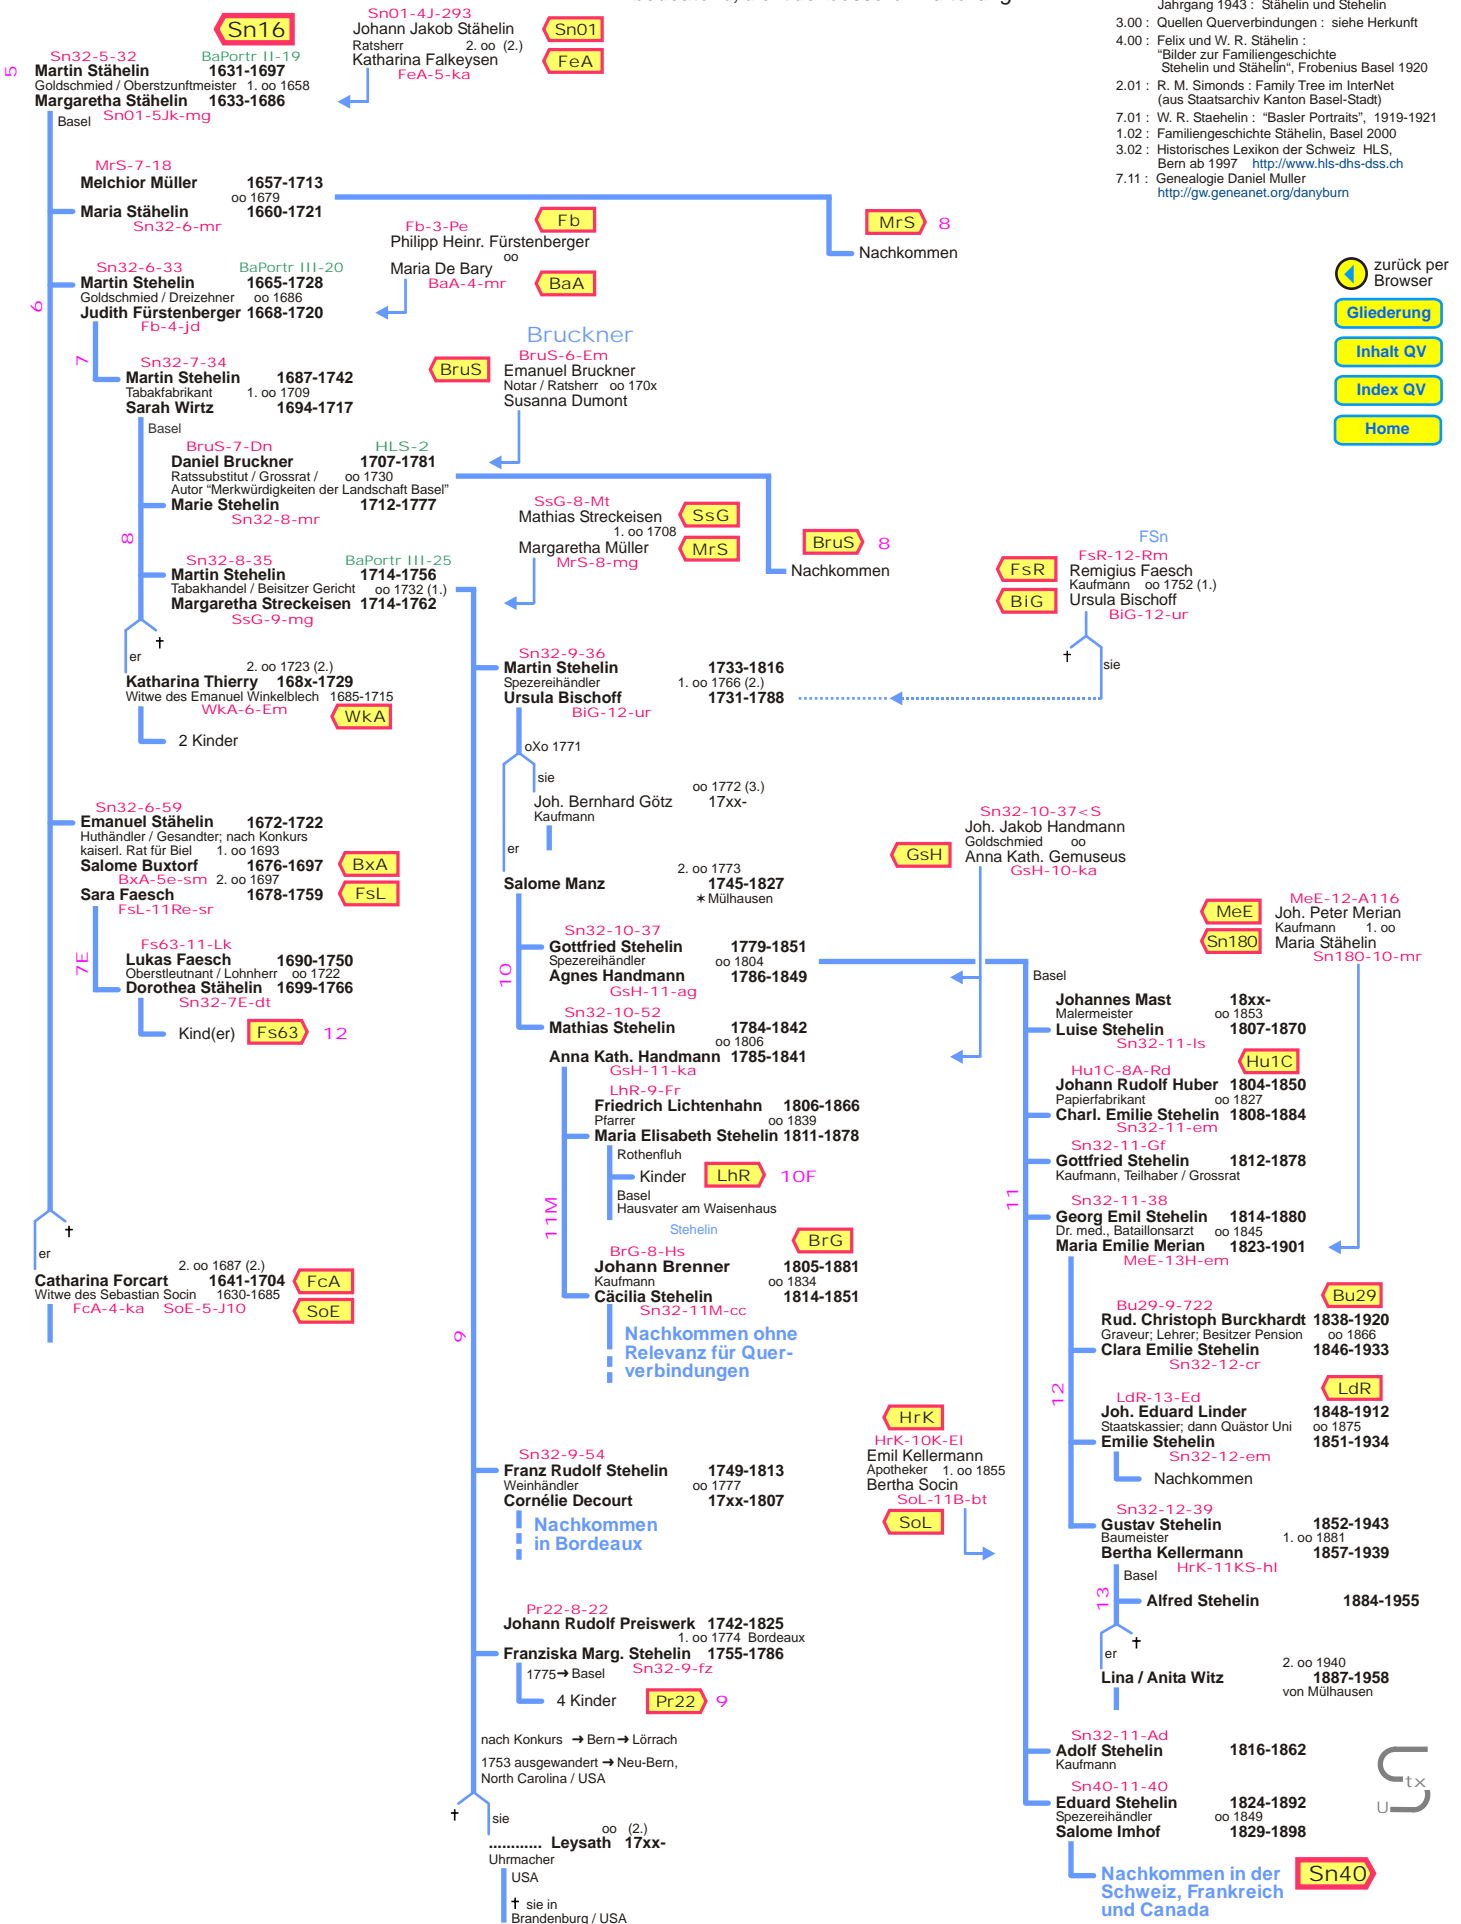 Jahrgang 1943 : Stähelin und Stehelin
3.00 : Quellen Querverbindungen : siehe Herkunft
4.00 : Felix und W. R. Stähelin :
"Bilder zur Familiengeschichte
Stehelin und Stähelin", Frobenius Basel 1920
2.01 : R. M. Simonds : Family Tree im InterNet
(aus Staatsarchiv Kanton Basel-Stadt)
7.01 : W. R. Staehelin : "Basler Portraits", 1919-1921
1.02 : Familiengeschichte Stähelin, Basel 2000
3.02 : Historisches Lexikon der Schweiz HLS,
Bern ab 1997 http://www.hls-dhs-dss.ch
7.11 : Genealogie Daniel Muller
http://gw.geneanet.org/danyburn
zurück per
Browser
Gliederung
Inhalt QV
Index QV
Home
Sn16
Sn01-4J-293
Johann Jakob Stähelin
Ratsherr 2. oo (2.)
Katharina Falkeysen
FeA-5-ka
Sn01
FeA
5
Sn32-5-32 BaPortr II-19
Martin Stähelin 1631-1697
Goldschmied / Oberstzunftmeister 1. oo 1658
Margaretha Stähelin 1633-1686
Basel Sn01-5Jk-mg
MrS-7-18
Melchior Müller 1657-1713
oo 1679
Maria Stähelin 1660-1721
Sn32-6-mr
MrS 8
Nachkommen
Fb-3-Pe
Fb
Philipp Heinr. Fürstenberger
oo
Maria De Bary
BaA-4-mr
BaA
6
Sn32-6-33 BaPortr III-20
Martin Stehelin 1665-1728
Goldschmied / Dreizehner oo 1686
Judith Fürstenberger 1668-1720
Fb-4-jd
7
Bruckner
BruS-6-Em
BruS
Emanuel Bruckner
Notar / Ratsherr oo 170x
Susanna Dumont
Sn32-7-34
Martin Stehelin 1687-1742
Tabakfabrikant 1. oo 1709
Sarah Wirtz 1694-1717
Basel
BruS-7-Dn HLS-2
Daniel Bruckner 1707-1781
Ratssubstitut / Grossrat / oo 1730
Autor "Merkwürdigkeiten der Landschaft Basel"
Marie Stehelin 1712-1777
Sn32-8-mr
8
SsG-8-Mt
Mathias Streckeisen
SsG
1. oo 1708
Margaretha Müller
MrS
MrS-8-mg
BruS 8
Nachkommen
FSn
FsR-12-Rm
FsR
Remigius Faesch
Kaufmann oo 1752 (1.)
BiG
Ursula Bischoff
BiG-12-ur
†
sie
Sn32-8-35 BaPortr III-25
Martin Stehelin 1714-1756
Tabakhandel / Beisitzer Gericht oo 1732 (1.)
Margaretha Streckeisen 1714-1762
SsG-9-mg
†
er
2. oo 1723 (2.)
Katharina Thierry 168x-1729
Witwe des Emanuel Winkelblech 1685-1715
WkA-6-Em
WkA
2 Kinder
Sn32-9-36
Martin Stehelin 1733-1816
Spezereihändler 1. oo 1766 (2.)
Ursula Bischoff 1731-1788
BiG-12-ur
oXo 1771
sie
oo 1772 (3.)
Joh. Bernhard Götz 17xx-
Kaufmann
er
2. oo 1773
Salome Manz 1745-1827
✶ Mülhausen
Sn32-6-59
Emanuel Stähelin 1672-1722
Huthändler / Gesandter; nach Konkurs
kaiserl. Rat für Biel 1. oo 1693
Salome Buxtorf 1676-1697
BxA
BxA-5e-sm 2. oo 1697
Sara Faesch 1678-1759
FsL
FsL-11Re-sr
7E
Fs63-11-Lk
Lukas Faesch 1690-1750
Oberstleutnant / Lohnherr oo 1722
Dorothea Stähelin 1699-1766
Sn32-7E-dt
Kind(er)
Fs63 12
Sn32-10-37<S
Joh. Jakob Handmann
Goldschmied oo
GsH
Anna Kath. Gemuseus
GsH-10-ka
10
Sn32-10-37
Gottfried Stehelin 1779-1851
Spezereihändler oo 1804
Agnes Handmann 1786-1849
GsH-11-ag
Sn32-10-52
Mathias Stehelin 1784-1842
oo 1806
Anna Kath. Handmann 1785-1841
GsH-11-ka
LhR-9-Fr
Friedrich Lichtenhahn 1806-1866
Pfarrer oo 1839
Maria Elisabeth Stehelin 1811-1878
Rothenfluh
Kinder LhR 10F
Basel
Hausvater am Waisenhaus
11M
Stehelin
BrG
BrG-8-Hs
Johann Brenner 1805-1881
Kaufmann oo 1834
Cäcilia Stehelin 1814-1851
Sn32-11M-cc
Nachkommen ohne
Relevanz für Quer-
verbindungen
†
er
2. oo 1687 (2.)
Catharina Forcart 1641-1704
FcA
Witwe des Sebastian Socin 1630-1685
FcA-4-ka SoE-5-J10
SoE
9
MeE-12-A116
MeE
Joh. Peter Merian
Kaufmann 1. oo
Sn180
Maria Stähelin
Sn180-10-mr
Basel
Johannes Mast 18xx-
Malermeister oo 1853
Luise Stehelin 1807-1870
Sn32-11-ls
Hu1C
Hu1C-8A-Rd
Johann Rudolf Huber 1804-1850
Papierfabrikant oo 1827
Charl. Emilie Stehelin 1808-1884
Sn32-11-em
Sn32-11-Gf
Gottfried Stehelin 1812-1878
Kaufmann, Teilhaber / Grossrat
11
Sn32-11-38
Georg Emil Stehelin 1814-1880
Dr. med., Bataillonsarzt oo 1845
Maria Emilie Merian 1823-1901
MeE-13H-em
Bu29
Bu29-9-722
Rud. Christoph Burckhardt 1838-1920
Graveur; Lehrer; Besitzer Pension oo 1866
Clara Emilie Stehelin 1846-1933
Sn32-12-cr
12
LdR
LdR-13-Ed
Joh. Eduard Linder 1848-1912
Staatskassier; dann Quästor Uni oo 1875
Emilie Stehelin 1851-1934
Sn32-12-em
Nachkommen
HrK
HrK-10K-El
Emil Kellermann
Apotheker 1. oo 1855
Bertha Socin
SoL-11B-bt
SoL
Sn32-12-39
Gustav Stehelin 1852-1943
Baumeister 1. oo 1881
Bertha Kellermann 1857-1939
HrK-11KS-hl
Basel
13
Alfred Stehelin 1884-1955
†
er
2. oo 1940
Lina / Anita Witz 1887-1958
von Mülhausen
Sn32-9-54
Franz Rudolf Stehelin 1749-1813
Weinhändler oo 1777
Cornélie Decourt 17xx-1807
Nachkommen
in Bordeaux
Pr22-8-22
Johann Rudolf Preiswerk 1742-1825
1. oo 1774 Bordeaux
Franziska Marg. Stehelin 1755-1786
1775➔ Basel Sn32-9-fz
4 Kinder Pr22 9
nach Konkurs ➔ Bern ➔ Lörrach
1753 ausgewandert ➔ Neu-Bern,
North Carolina / USA
†
sie
oo (2.)
............ Leysath 17xx-
Uhrmacher
USA
† sie in
Brandenburg / USA
Sn32-11-Ad
Adolf Stehelin 1816-1862
Kaufmann
Sn40-11-40
Eduard Stehelin 1824-1892
Spezereihändler oo 1849
Salome Imhof 1829-1898
Nachkommen in der
Schweiz, Frankreich
und Canada
Sn40
tx
U